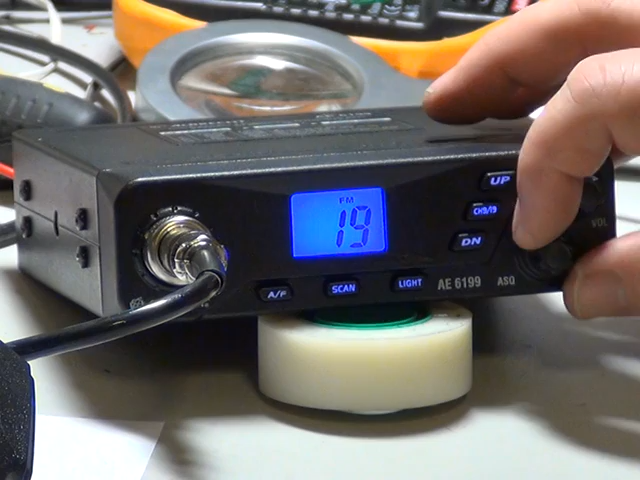 FM
19
UP
CH9/19
DN
VOL
A/F
SCAN
LIGHT
AE 6199
ASQ